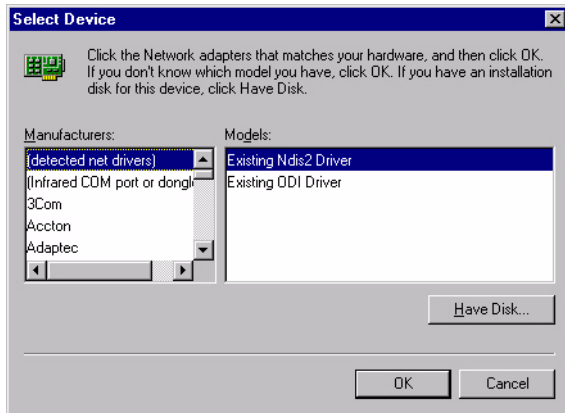 Select Device
Click the Network adapters that matches your hardware, and then click OK.
If you don't know which model you have, click OK. If you have an installation
disk for this device, click Have Disk.
Manufacturers:
Models:
(detected net drivers)
(Infrared COM port or dongl
3Com
Accton
Adaptec
Existing Ndis2 Driver
Existing ODI Driver
Have Disk...
OK
Cancel